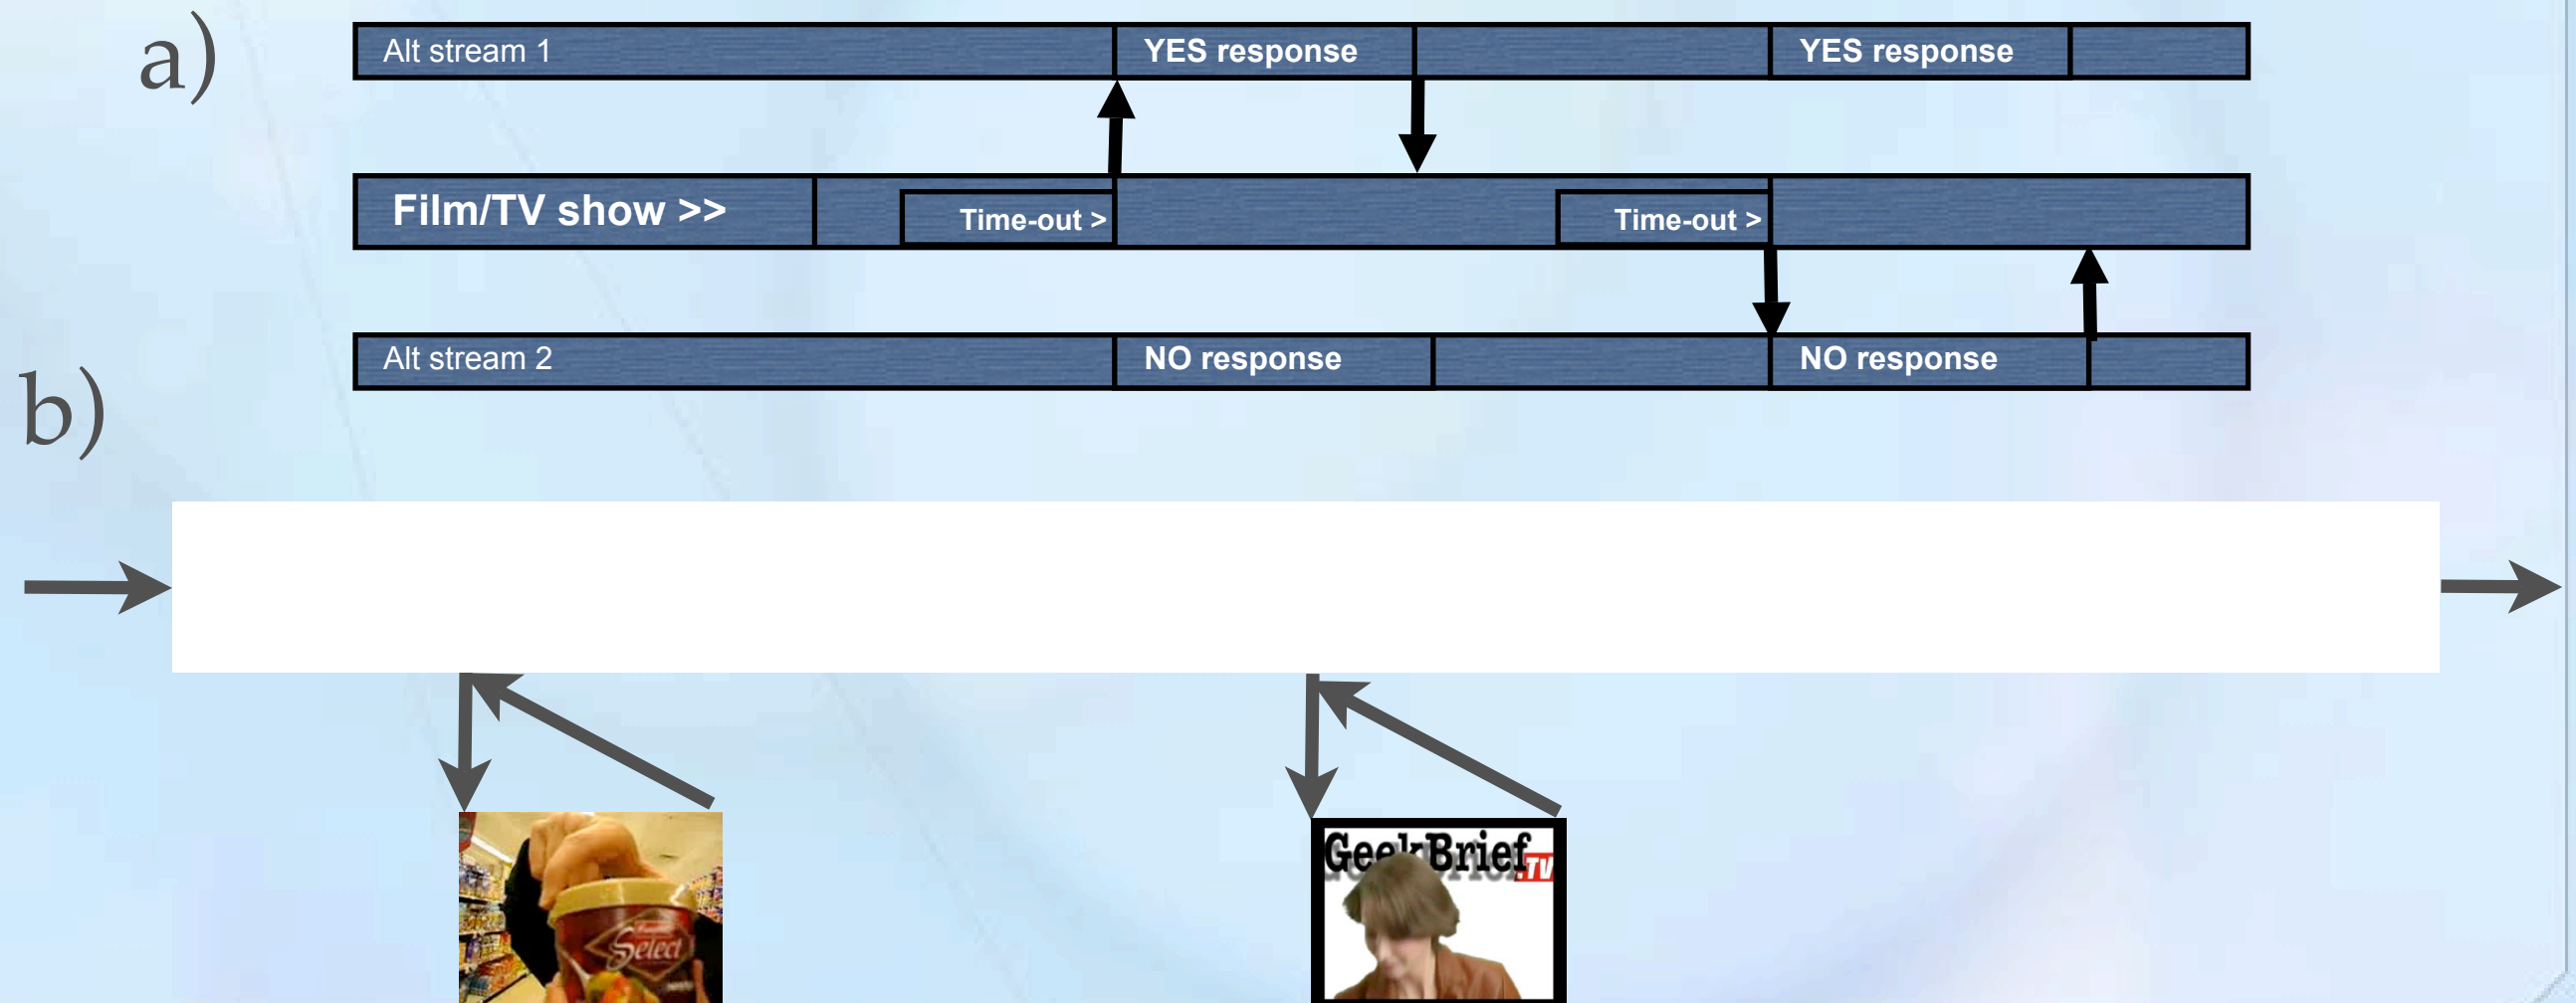 a)
Alt stream 1
YES response
YES response
Film/TV show >>
Time-out >
Time-out >
Alt stream 2
NO response
NO response
b)
Select
GeekBrief.TV